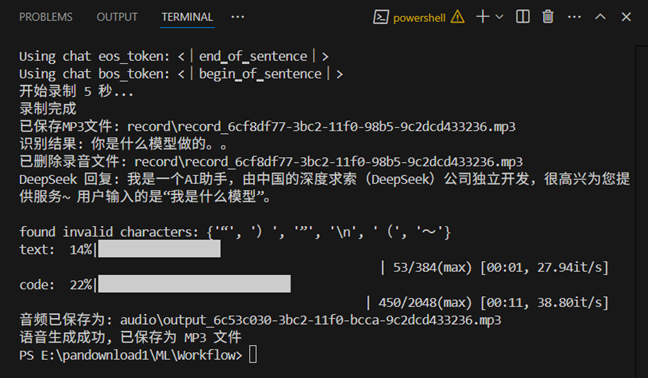 PROBLEMS OUTPUT TERMINAL ··· powershell
Using chat eos_token: <｜end▁of▁sentence｜>
Using chat bos_token: <｜begin▁of▁sentence｜>
开始录制 5 秒...
录制完成
已保存MP3文件: record\record_6cf8df77-3bc2-11f0-98b5-9c2dcd433236.mp3
识别结果: 你是什么模型做的。。
已删除录音文件: record\record_6cf8df77-3bc2-11f0-98b5-9c2dcd433236.mp3
DeepSeek 回复: 我是一个AI助手，由中国的深度求索（DeepSeek）公司独立开发，很高兴为您提
供服务~ 用户输入的是“我是什么模型”。
found invalid characters: {'“', '）', '”', '\n', '（', '～'}
text:  14%|
| 53/384(max) [00:01, 27.94it/s]
code:  22%|
| 450/2048(max) [00:11, 38.80it/s]
音频已保存为: audio\output_6c53c030-3bc2-11f0-bcca-9c2dcd433236.mp3
语音生成成功, 已保存为 MP3 文件
PS E:\pandownload1\ML\Workflow>